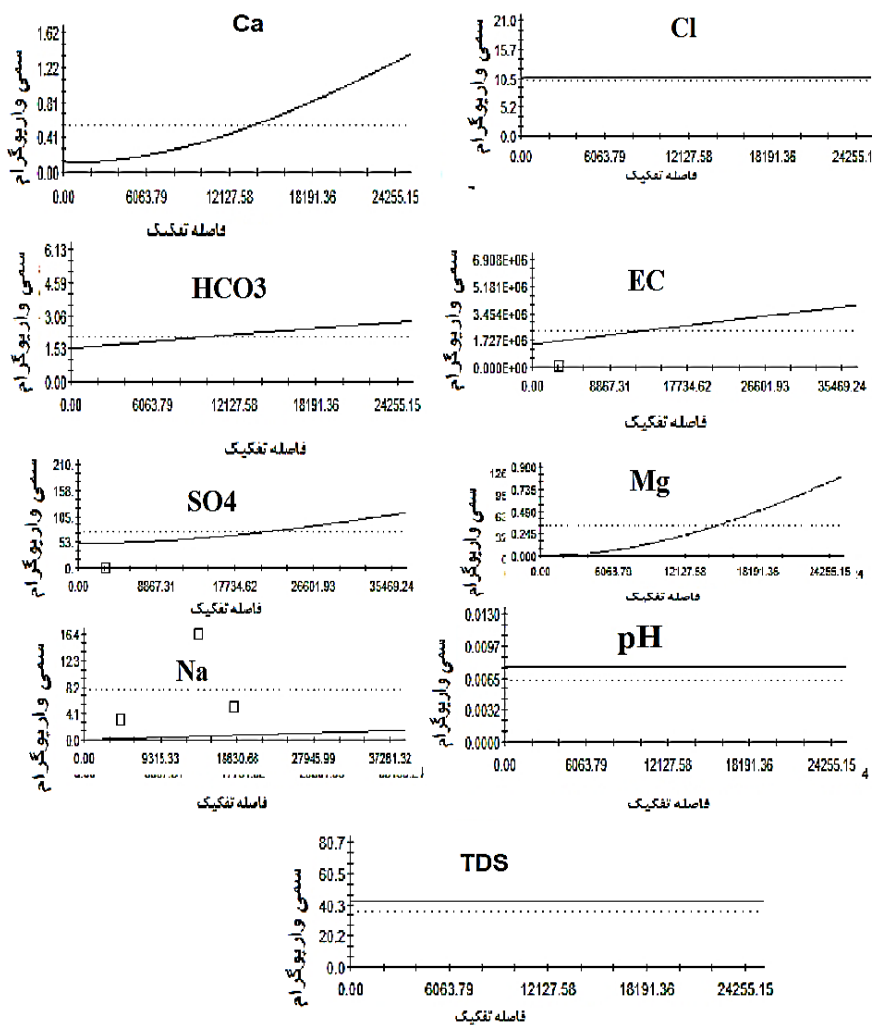 Ca
سمی واریوگرام
1.62
1.22
0.81
0.41
0.00
0.00 6063.79 12127.58 18191.36 24255.15
فاصله تفکیک
Cl
سمی واریوگرام
21.0
15.7
10.5
5.2
0.0
0.00 6063.79 12127.58 18191.36 24255.15
فاصله تفکیک
HCO3
سمی واریوگرام
6.13
4.59
3.06
1.53
0.00
0.00 6063.79 12127.58 18191.36 24255.15
فاصله تفکیک
EC
سمی واریوگرام
6.908E+06
5.181E+06
3.454E+06
1.727E+06
0.000E+00
0.00 8867.31 17734.62 26601.93 35469.24
فاصله تفکیک
SO4
سمی واریوگرام
210.
158.
105.
53.
0.
0.00 8867.31 17734.62 26601.93 35469.24
فاصله تفکیک
Mg
سمی واریوگرام
0.980
0.735
0.490
0.245
0.000
0.00 6063.79 12127.58 18191.36 24255.15
فاصله تفکیک
Na
سمی واریوگرام
16.4
12.3
8.2
4.1
0.0
0.00 9311.33 18630.66 27945.99 37261.32
فاصله تفکیک
pH
سمی واریوگرام
0.0130
0.0097
0.0065
0.0032
0.0000
0.00 6063.79 12127.58 18191.36 24255.15
فاصله تفکیک
TDS
سمی واریوگرام
80.7
60.5
40.3
20.2
0.0
0.00 6063.79 12127.58 18191.36 24255.15
فاصله تفکیک